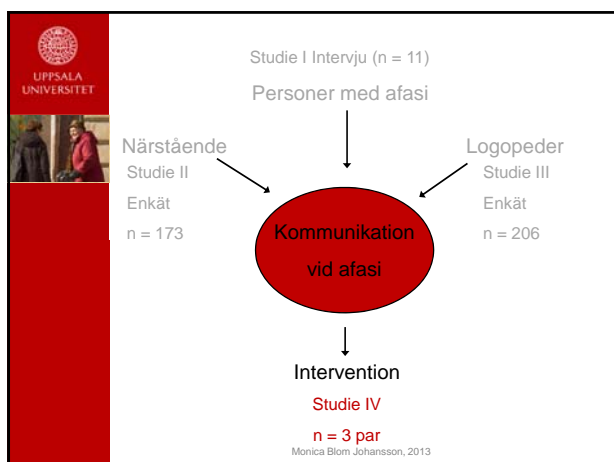 UPPSALA
UNIVERSITET
Studie I Intervju (n = 11)
Personer med afasi
Närstående
Studie II
Enkät
n = 173
Logopeder
Studie III
Enkät
n = 206
Kommunikation
vid afasi
Intervention
Studie IV
n = 3 par
Monica Blom Johansson, 2013